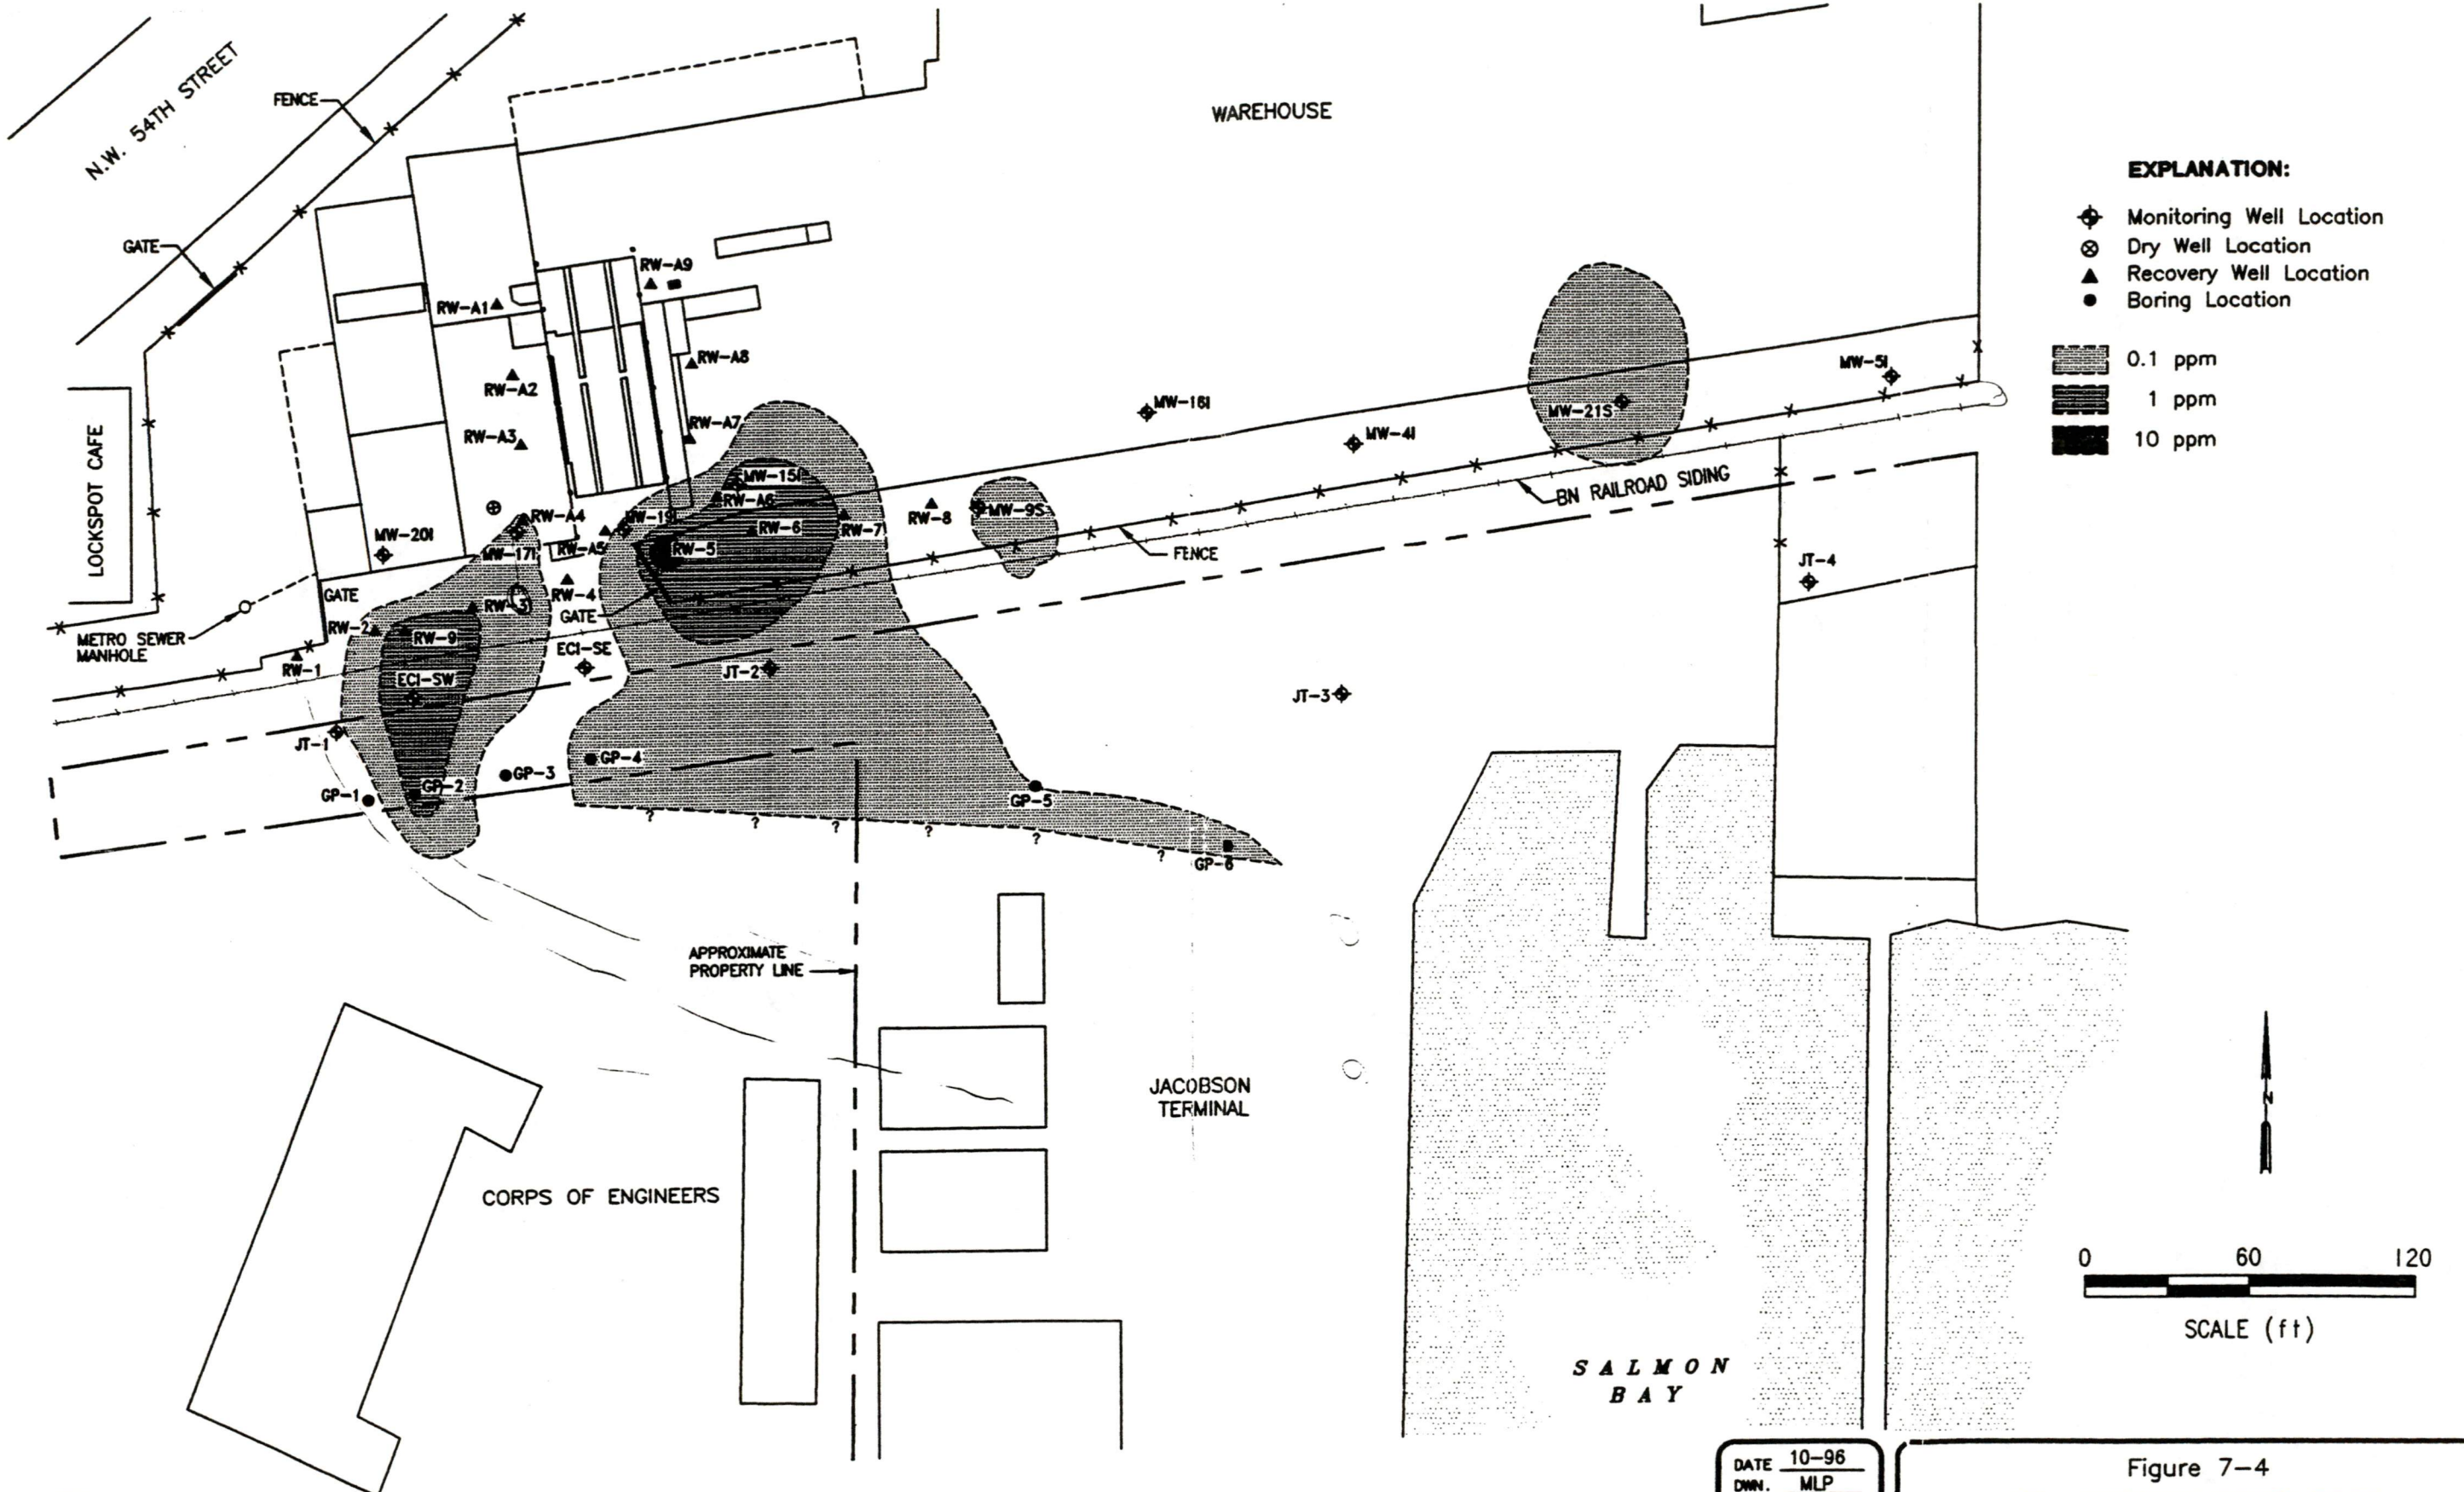 N.W. 54TH STREET
FENCE
WAREHOUSE
EXPLANATION:
Monitoring Well Location
Dry Well Location
Recovery Well Location
Boring Location
0.1 ppm
1 ppm
10 ppm
GATE
RW-A9
RW-A1
RW-A8
RW-A2
RW-A7
RW-A3
MW-16I
MW-4I
MW-21S
MW-5I
LOCKSPOT CAFE
MW-15I
RW-A6
RW-A4
MW-19I
RW-6
RW-7
RW-8
MW-9S
BN RAILROAD SIDING
MW-20I
MW-17I
RW-A5
RW-5
FENCE
JT-4
GATE
RW-3
RW-4
GATE
METRO SEWER
MANHOLE
RW-2
RW-9
RW-1
ECI-SE
ECI-SW
JT-2
JT-3
JT-1
GP-4
GP-3
GP-2
GP-1
GP-5
? ? ? ? ? ?
GP-6
APPROXIMATE
PROPERTY LINE
JACOBSON
TERMINAL
CORPS OF ENGINEERS
N
0 60 120
SCALE (ft)
SALMON
BAY
DATE 10-96
DWN. MLP
Figure 7-4